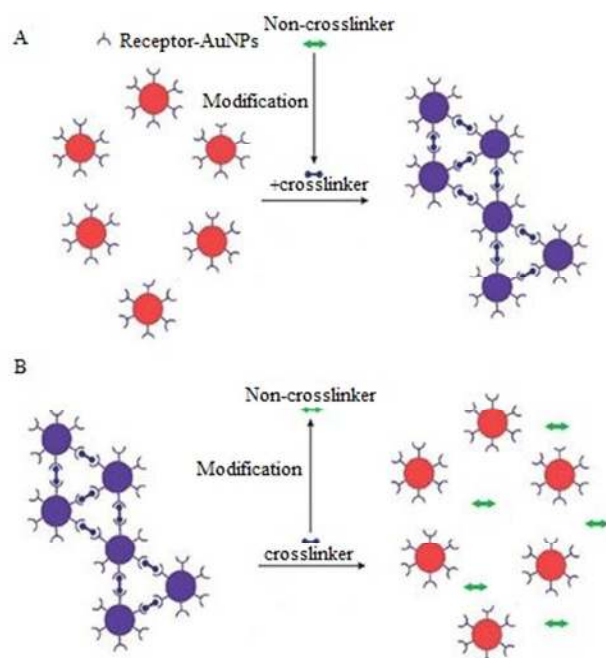 A
Non-crosslinker
Receptor-AuNPs
Modification
+crosslinker
B
Non-crosslinker
Modification
crosslinker